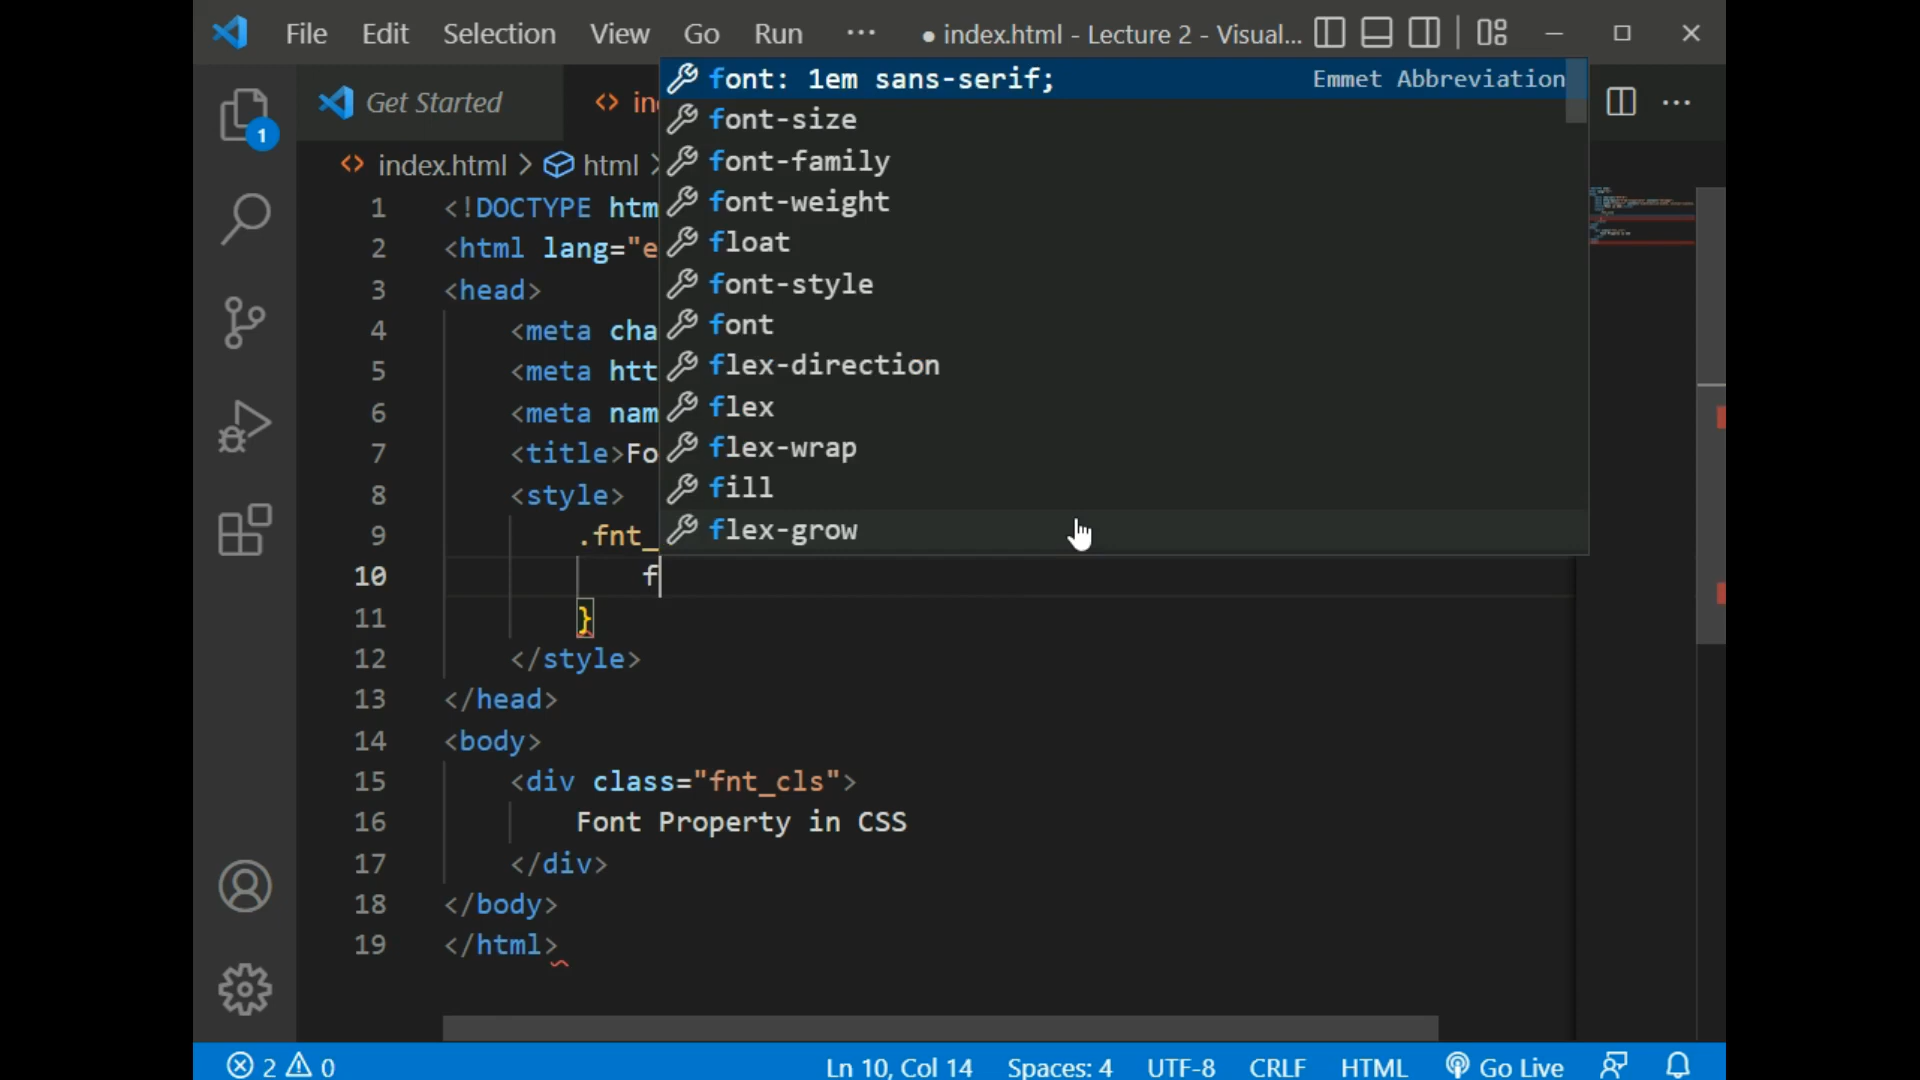 File Edit Selection View Go Run ··· ● index.html - Lecture 2 - Visual...
Get Started
<> in
1
<> index.html > html >
font: 1em sans-serif; Emmet Abbreviation
font-size
font-family
font-weight
float
font-style
font
flex-direction
flex
flex-wrap
fill
flex-grow
1 <!DOCTYPE htm
2 <html lang="e
3 <head>
4 <meta cha
5 <meta htt
6 <meta nam
7 <title>Fo
8 <style>
9 .fnt_
10 f
11 }
12 </style>
13 </head>
14 <body>
15 <div class="fnt_cls">
16 Font Property in CSS
17 </div>
18 </body>
19 </html>
2 0 Ln 10, Col 14 Spaces: 4 UTF-8 CRLF HTML Go Live